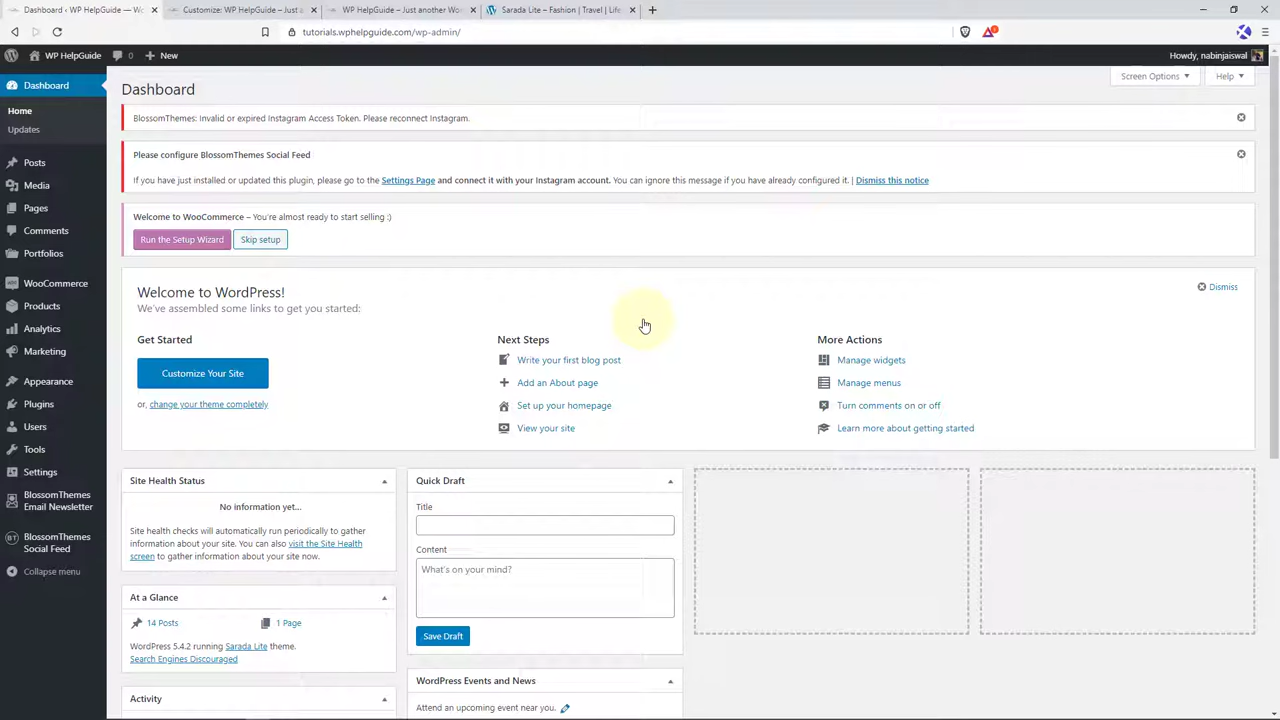 Dashboard ‹ WP HelpGuide — Wo
Customize: WP HelpGuide – Just a
WP HelpGuide – Just another Wo
Sarada Lite – Fashion | Travel | Life
tutorials.wphelpguide.com/wp-admin/
WP HelpGuide
0
New
Howdy, nabinjaiswal
Dashboard
Home
Updates
Posts
Media
Pages
Comments
Portfolios
WooCommerce
Products
Analytics
Marketing
Appearance
Plugins
Users
Tools
Settings
BlossomThemes
Email Newsletter
BT
BlossomThemes
Social Feed
Collapse menu
Screen Options
Help
Dashboard
BlossomThemes: Invalid or expired Instagram Access Token. Please reconnect Instagram.
Please configure BlossomThemes Social Feed
If you have just installed or updated this plugin, please go to the Settings Page and connect it with your Instagram account. You can ignore this message if you have already configured it. | Dismiss this notice
Welcome to WooCommerce – You're almost ready to start selling :)
Run the Setup Wizard
Skip setup
Welcome to WordPress!
Dismiss
We've assembled some links to get you started:
Get Started
Customize Your Site
or, change your theme completely
Next Steps
Write your first blog post
Add an About page
Set up your homepage
View your site
More Actions
Manage widgets
Manage menus
Turn comments on or off
Learn more about getting started
Site Health Status
No information yet...
Site health checks will automatically run periodically to gather
information about your site. You can also visit the Site Health
screen to gather information about your site now.
At a Glance
14 Posts
1 Page
WordPress 5.4.2 running Sarada Lite theme.
Search Engines Discouraged
Activity
Quick Draft
Title
Content
What's on your mind?
Save Draft
WordPress Events and News
Attend an upcoming event near you.